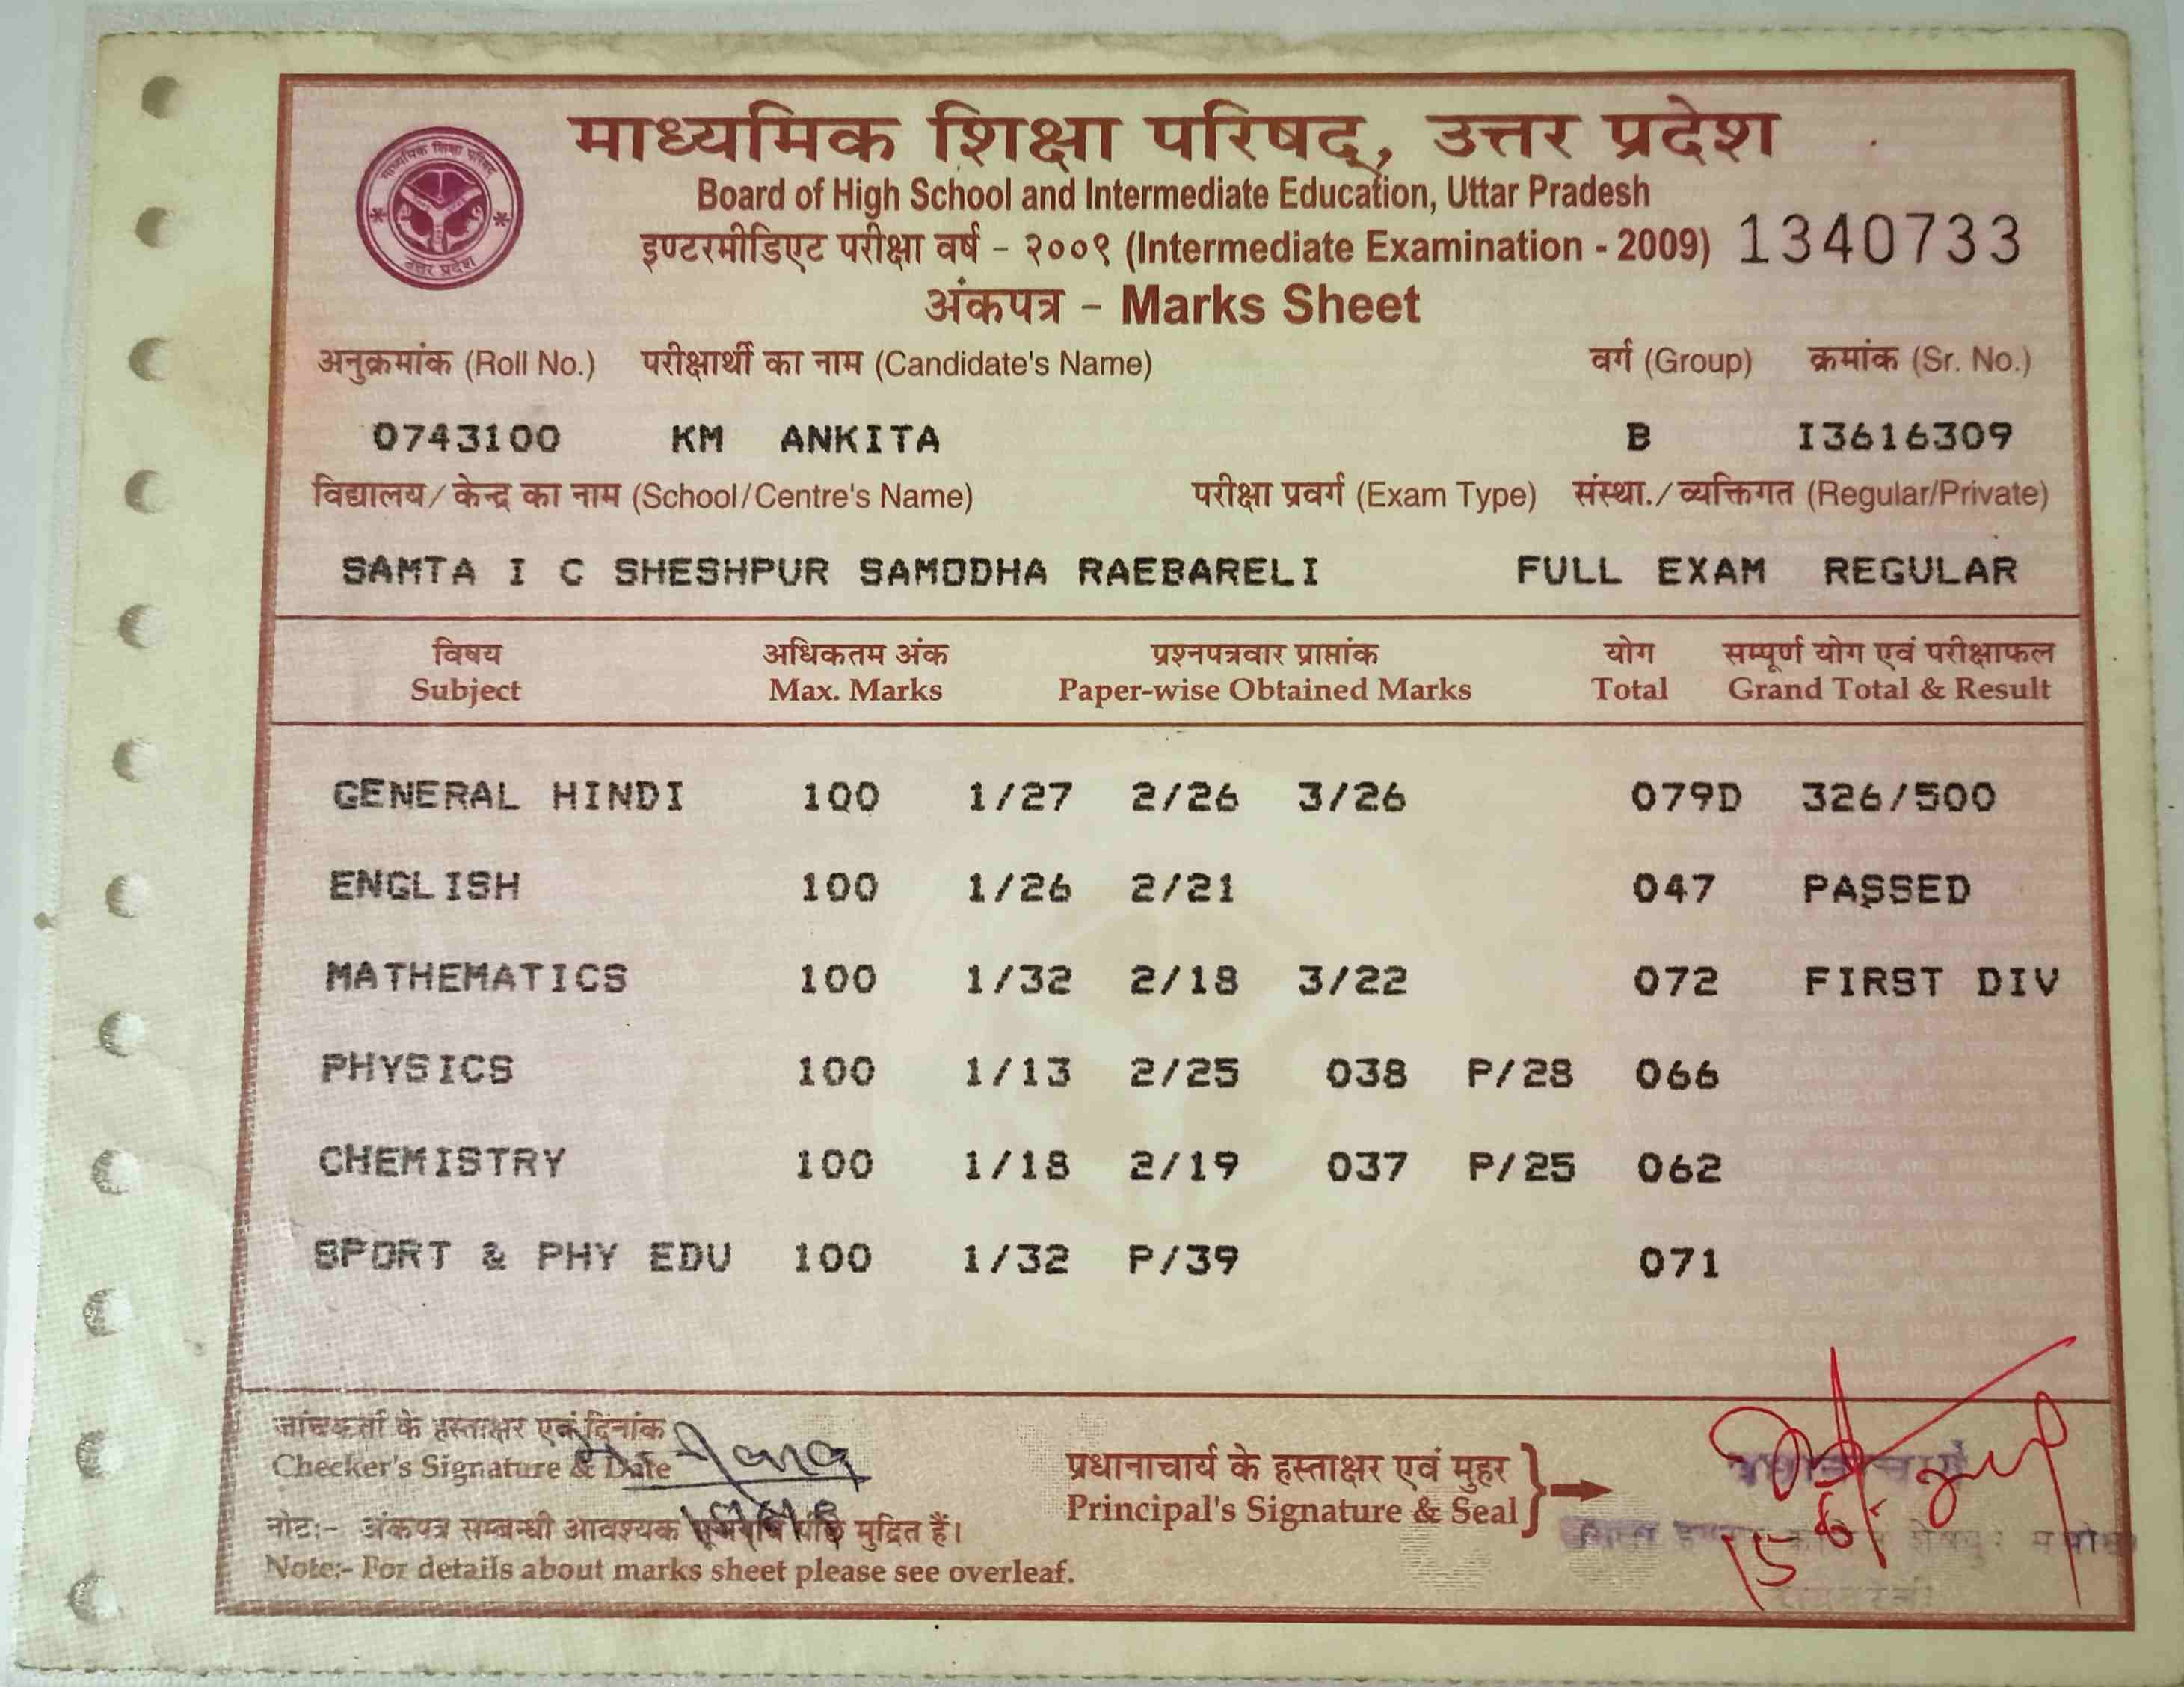 माध्यमिक शिक्षा परिषद्, उत्तर प्रदेश
माध्यमिक शिक्षा परिषद्
उत्तर प्रदेश
Board of High School and Intermediate Education, Uttar Pradesh
इण्टरमीडिएट परीक्षा वर्ष - २००९ (Intermediate Examination - 2009) 1340733
अंकपत्र - Marks Sheet
अनुक्रमांक (Roll No.) परीक्षार्थी का नाम (Candidate's Name) वर्ग (Group) क्रमांक (Sr. No.)
0743100 KM ANKITA B I3616309
विद्यालय/केन्द्र का नाम (School/Centre's Name) परीक्षा प्रवर्ग (Exam Type) संस्था./व्यक्तिगत (Regular/Private)
SAMTA I C SHESHPUR SAMODHA RAEBARELI FULL EXAM REGULAR
विषय अधिकतम अंक प्रश्नपत्रवार प्राप्तांक योग सम्पूर्ण योग एवं परीक्षाफल
Subject Max. Marks Paper-wise Obtained Marks Total Grand Total & Result
GENERAL HINDI 100 1/27 2/26 3/26 079D 326/500
ENGLISH 100 1/26 2/21 047 PASSED
MATHEMATICS 100 1/32 2/18 3/22 072 FIRST DIV
PHYSICS 100 1/13 2/25 038 P/28 066
CHEMISTRY 100 1/18 2/19 037 P/25 062
SPORT & PHY EDU 100 1/32 P/39 071
जांचकर्ता के हस्ताक्षर एवं दिनांक
Checker's Signature & Date
प्रधानाचार्य के हस्ताक्षर एवं मुहर
Principal's Signature & Seal
प्रधानाचार्य
नोट:- अंकपत्र सम्बन्धी आवश्यक मुद्रित हैं।
Note:- For details about marks sheet please see overleaf.